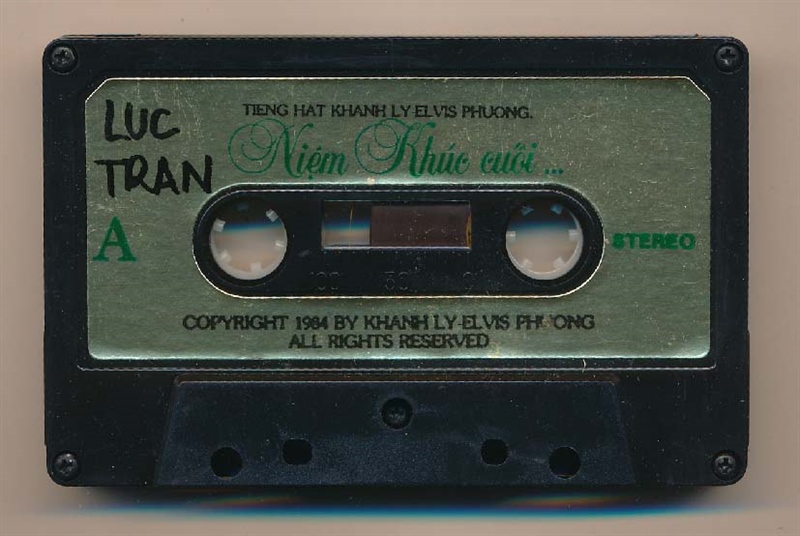 TIENG HAT KHANH LY-ELVIS PHUONG.
LUC
TRAN
Niệm Khúc cuối ...
A
STEREO
100 50 0
COPYRIGHT 1984 BY KHANH LY-ELVIS PHUONG
ALL RIGHTS RESERVED